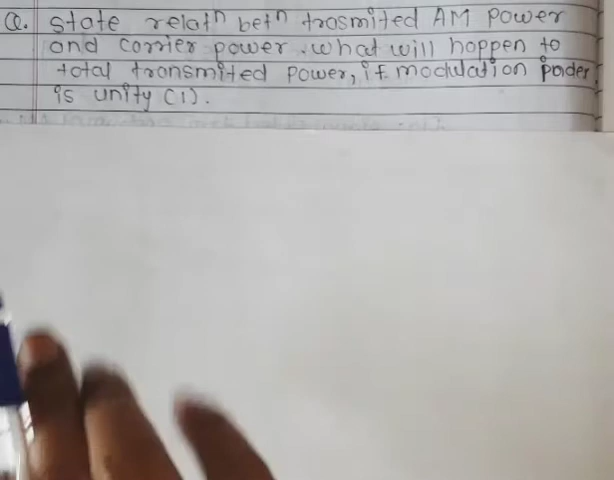 Q. State relatⁿ betⁿ trasmited AM Power
and carrier power. what will happen to
total transmited power, if modulation
is unity (1).